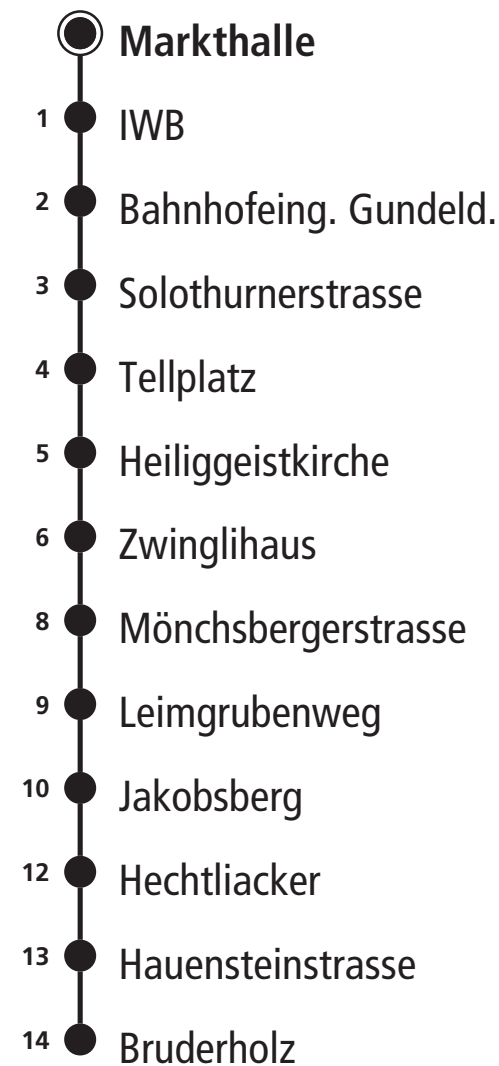 Markthalle
1 IWB
2 Bahnhofeing. Gundeld.
3 Solothurnerstrasse
4 Tellplatz
5 Heiliggeistkirche
6 Zwinglihaus
8 Mönchsbergerstrasse
9 Leimgrubenweg
10 Jakobsberg
12 Hechtliacker
13 Hauensteinstrasse
14 Bruderholz